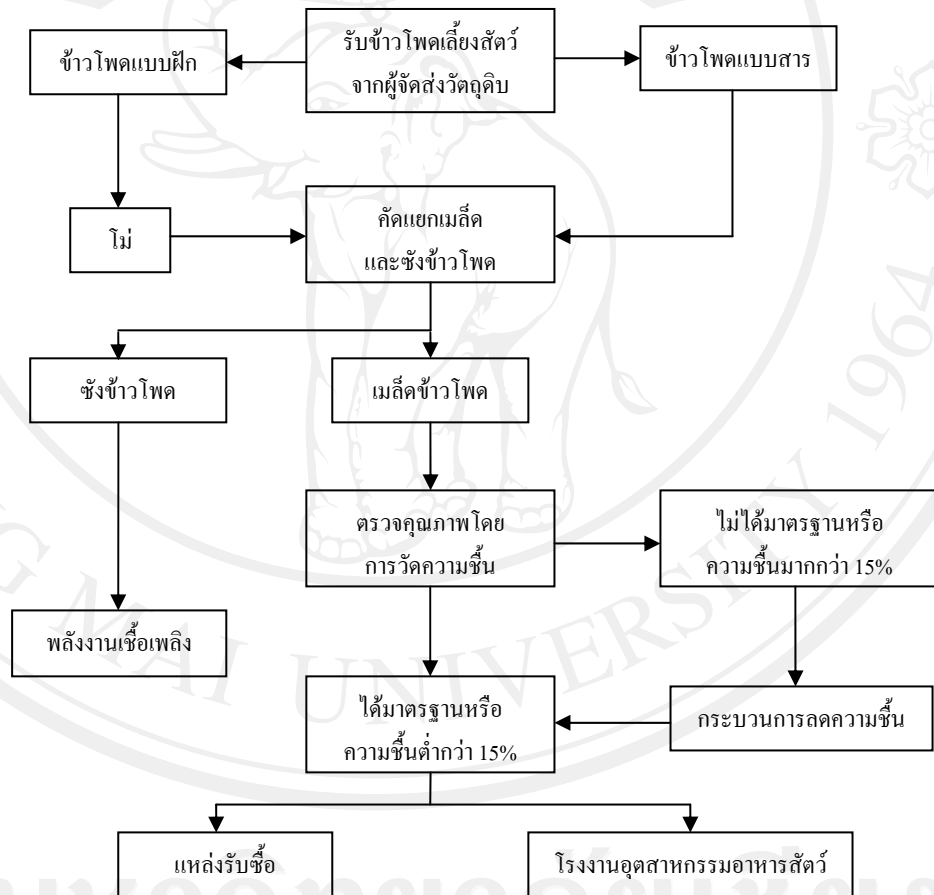 รับข้าวโพดเลี้ยงสัตว์
จากผู้จัดส่งวัตถุดิบ
ข้าวโพดแบบฝัก
ข้าวโพดแบบสาร
โม่
คัดแยกเมล็ด
และซังข้าวโพด
ซังข้าวโพด
เมล็ดข้าวโพด
ตรวจคุณภาพโดย
การวัดความชื้น
ไม่ได้มาตรฐานหรือ
ความชื้นมากกว่า 15%
พลังงานเชื้อเพลิง
ได้มาตรฐานหรือ
ความชื้นต่ำกว่า 15%
กระบวนการลดความชื้น
แหล่งรับซื้อ
โรงงานอุตสาหกรรมอาหารสัตว์
G MAI UNIVERSITY 1964